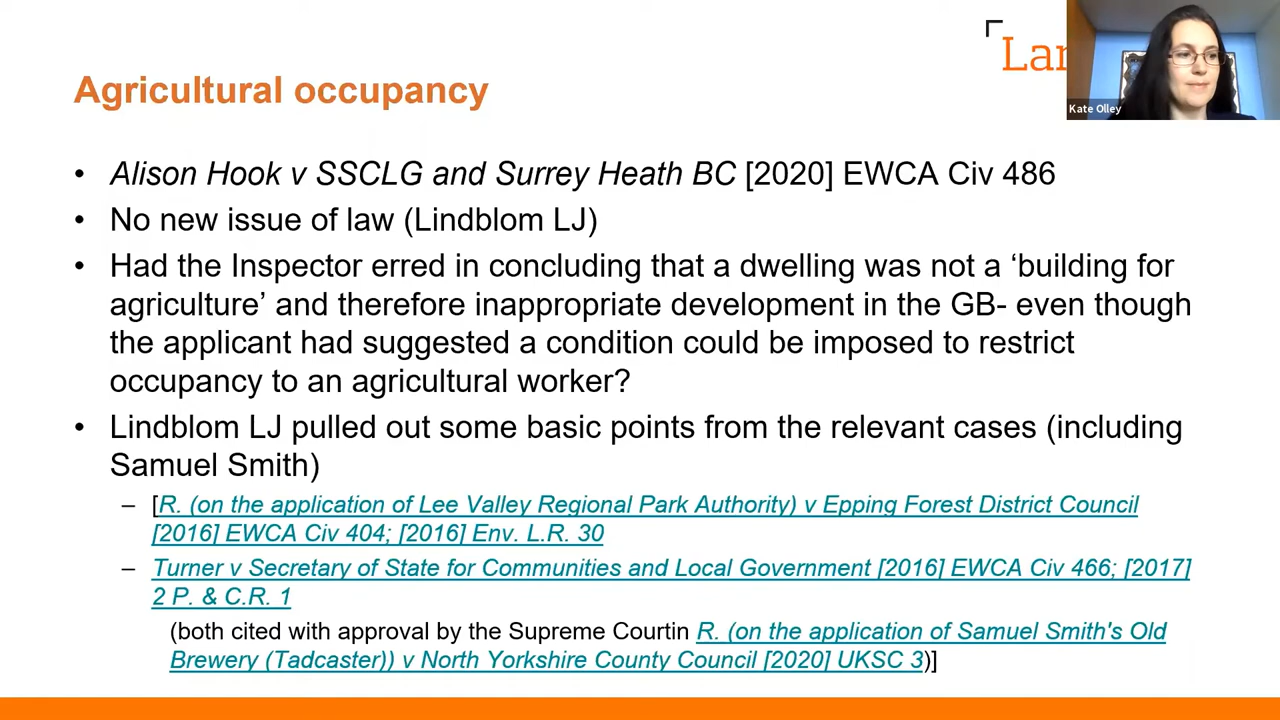 Lan
Kate Olley
Agricultural occupancy
• Alison Hook v SSCLG and Surrey Heath BC [2020] EWCA Civ 486
• No new issue of law (Lindblom LJ)
• Had the Inspector erred in concluding that a dwelling was not a ‘building for
agriculture’ and therefore inappropriate development in the GB- even though
the applicant had suggested a condition could be imposed to restrict
occupancy to an agricultural worker?
• Lindblom LJ pulled out some basic points from the relevant cases (including
Samuel Smith)
– [R. (on the application of Lee Valley Regional Park Authority) v Epping Forest District Council
[2016] EWCA Civ 404; [2016] Env. L.R. 30
– Turner v Secretary of State for Communities and Local Government [2016] EWCA Civ 466; [2017]
2 P. & C.R. 1
(both cited with approval by the Supreme Courtin R. (on the application of Samuel Smith's Old
Brewery (Tadcaster)) v North Yorkshire County Council [2020] UKSC 3)]